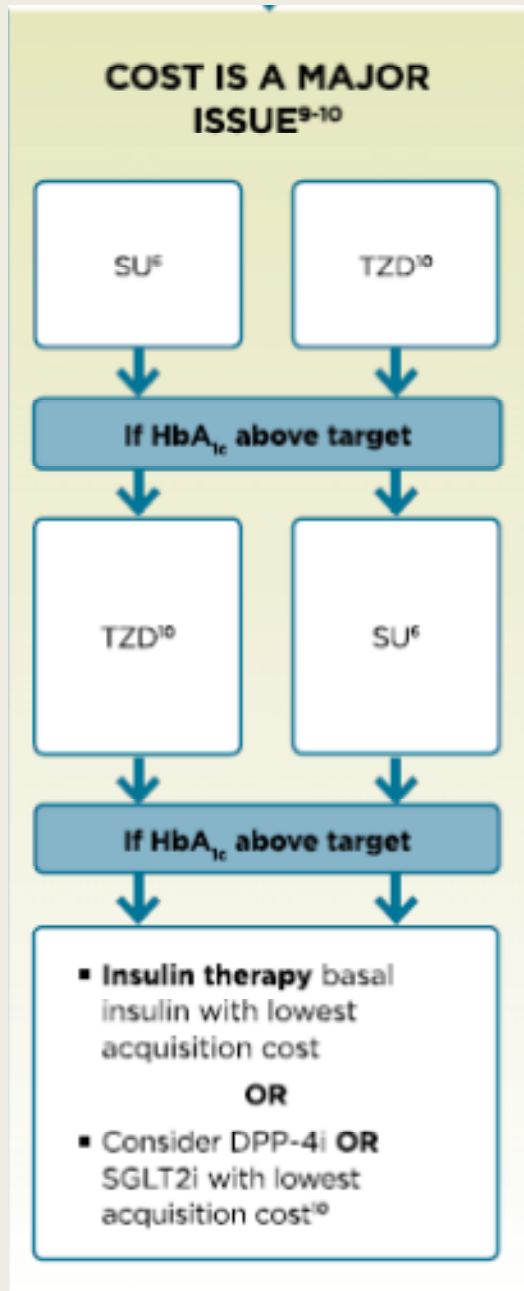 COST IS A MAJOR
ISSUE⁹⁻¹⁰
SU⁶
TZD¹⁰
If HbA₁c above target
TZD¹⁰
SU⁶
If HbA₁c above target
▪ Insulin therapy basal
insulin with lowest
acquisition cost
OR
▪ Consider DPP-4i OR
SGLT2i with lowest
acquisition cost¹⁰